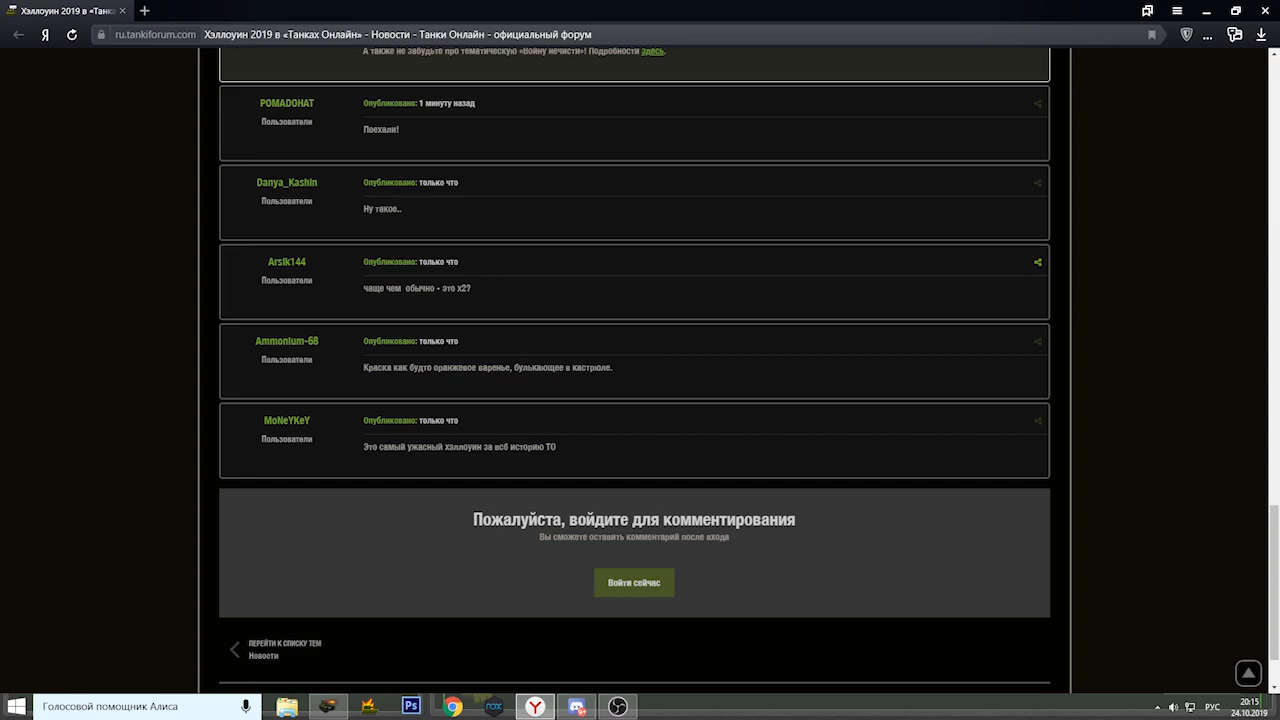 Хэллоуин 2019 в «Танка
ru.tankiforum.com Хэллоуин 2019 в «Танках Онлайн» - Новости - Танки Онлайн - официальный форум
А также не забудьте про тематическую «Войну нечисти»! Подробности здесь.
POMADOHAT
Опубликовано: 1 минуту назад
Пользователи
Поехали!
Danya_Kashin
Опубликовано: только что
Пользователи
Ну такое..
Arsik144
Опубликовано: только что
Пользователи
чаще чем обычно - это х2?
Ammonium-68
Опубликовано: только что
Пользователи
Краска как будто оранжевое варенье, булькающее в кастрюле.
MoNeYKeY
Опубликовано: только что
Пользователи
Это самый ужасный хэллоуин за всб историю ТО
Пожалуйста, войдите для комментирования
Вы сможете оставить комментарий после входа
Войти сейчас
ПЕРЕЙТИ К СПИСКУ ТЕМ
Новости
Голосовой помощник Алиса
Ps
nox
Y
РУС
20:15
24.10.2019